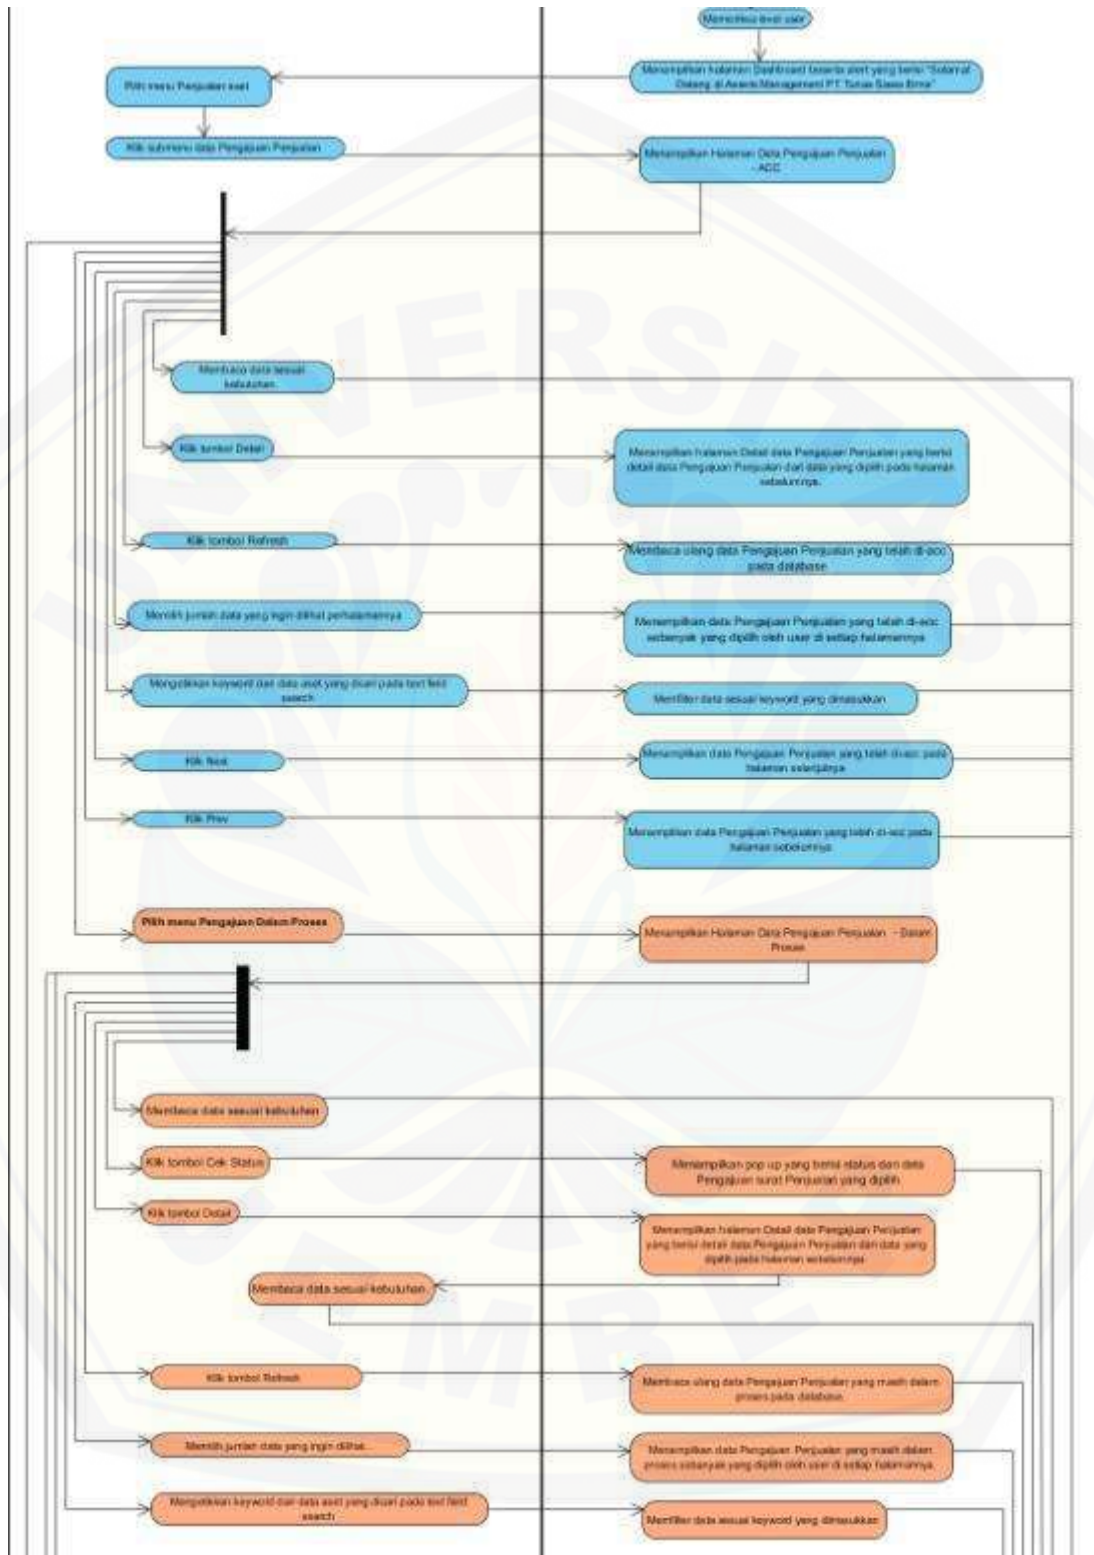 Memeriksa level user
Menampilkan halaman Dashboard beserta alert yang berisi "Selamat
Datang di Assets Management PT Tunas Sawa Erma"
Pilih menu Penjualan aset
Klik submenu data Pengajuan Penjualan
Menampilkan Halaman Data Pengajuan Penjualan
- ACC
Membaca data sesuai
kebutuhan
Klik tombol Detail
Menampilkan halaman Detail data Pengajuan Penjualan yang berisi
detail data Pengajuan Penjualan dari data yang dipilih pada halaman
sebelumnya.
Klik tombol Refresh
Membaca ulang data Pengajuan Penjualan yang telah di-acc
pada database
Memilih jumlah data yang ingin dilihat perhalamannya
Menampilkan data Pengajuan Penjualan yang telah di-acc
sebanyak yang dipilih oleh user di setiap halamannya
Mengetikkan keyword dari data aset yang dicari pada text field
search
Memfilter data sesuai keyword yang dimasukkan
Klik Next
Menampilkan data Pengajuan Penjualan yang telah di-acc pada
halaman selanjutnya
Klik Prev
Menampilkan data Pengajuan Penjualan yang telah di-acc pada
halaman sebelumnya
Pilih menu Pengajuan Dalam Proses
Menampilkan Halaman Data Pengajuan Penjualan - Dalam
Proses
Membaca data sesuai kebutuhan
Klik tombol Cek Status
Menampilkan pop up yang berisi status dari data
Pengajuan surat Penjualan yang dipilih
Klik tombol Detail
Menampilkan halaman Detail data Pengajuan Penjualan
yang berisi detail data Pengajuan Penjualan dari data yang
dipilih pada halaman sebelumnya
Membaca data sesuai kebutuhan
Klik tombol Refresh
Membaca ulang data Pengajuan Penjualan yang masih dalam
proses pada database
Memilih jumlah data yang ingin dilihat
Menampilkan data Pengajuan Penjualan yang masih dalam
proses sebanyak yang dipilih oleh user di setiap halamannya
Mengetikkan keyword dari data aset yang dicari pada text field
search
Memfilter data sesuai keyword yang dimasukkan
UNIVERSITAS
JEMBER